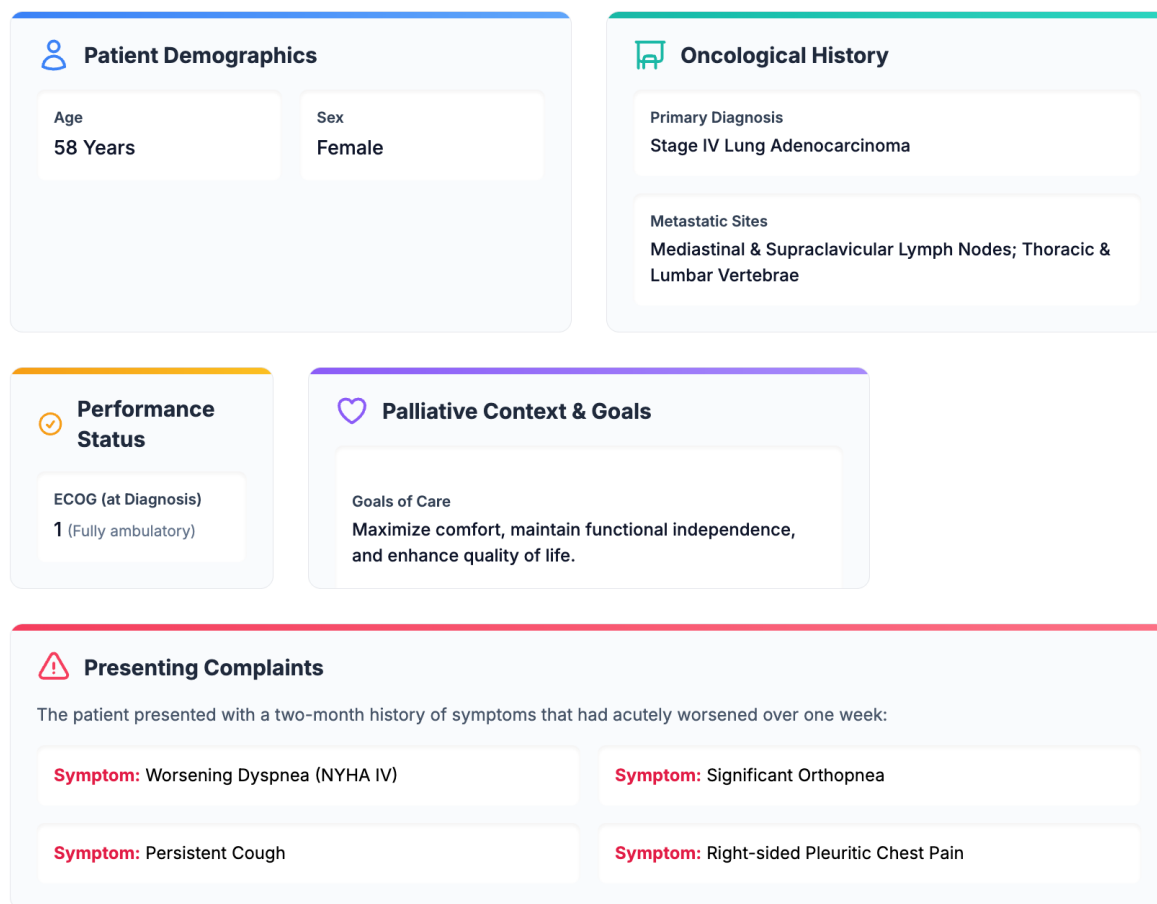 Patient Demographics
Age
58 Years
Sex
Female
Oncological History
Primary Diagnosis
Stage IV Lung Adenocarcinoma
Metastatic Sites
Mediastinal & Supraclavicular Lymph Nodes; Thoracic &
Lumbar Vertebrae
Performance
Status
ECOG (at Diagnosis)
1 (Fully ambulatory)
Palliative Context & Goals
Goals of Care
Maximize comfort, maintain functional independence,
and enhance quality of life.
Presenting Complaints
The patient presented with a two-month history of symptoms that had acutely worsened over one week:
Symptom: Worsening Dyspnea (NYHA IV)
Symptom: Significant Orthopnea
Symptom: Persistent Cough
Symptom: Right-sided Pleuritic Chest Pain